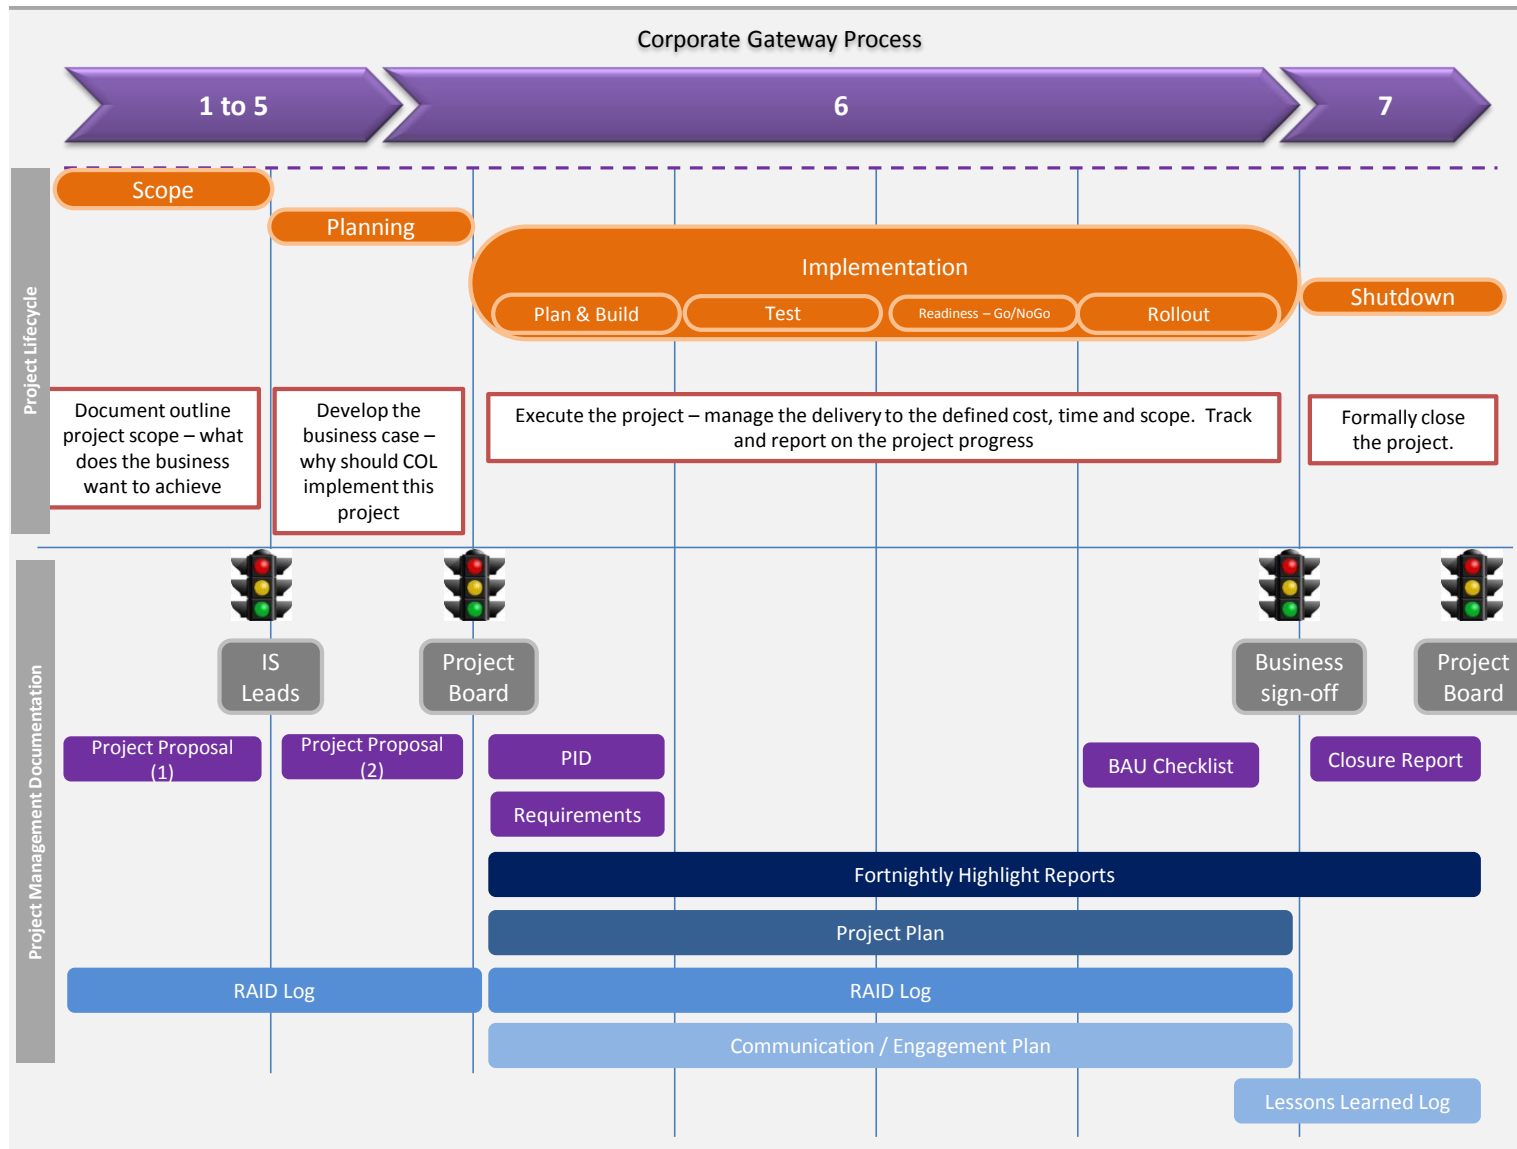 Corporate Gateway Process
1 to 5
6
7
Project Lifecycle
Scope
Planning
Implementation
Plan & Build
Test
Readiness – Go/NoGo
Rollout
Shutdown
Document outline
project scope – what
does the business
want to achieve
Develop the
business case –
why should COL
implement this
project
Execute the project – manage the delivery to the defined cost, time and scope.  Track
and report on the project progress
Formally close
the project.
Project Management Documentation
IS
Leads
Project
Board
Business
sign-off
Project
Board
Project Proposal
(1)
Project Proposal
(2)
PID
BAU Checklist
Closure Report
Requirements
Fortnightly Highlight Reports
Project Plan
RAID Log
RAID Log
Communication / Engagement Plan
Lessons Learned Log